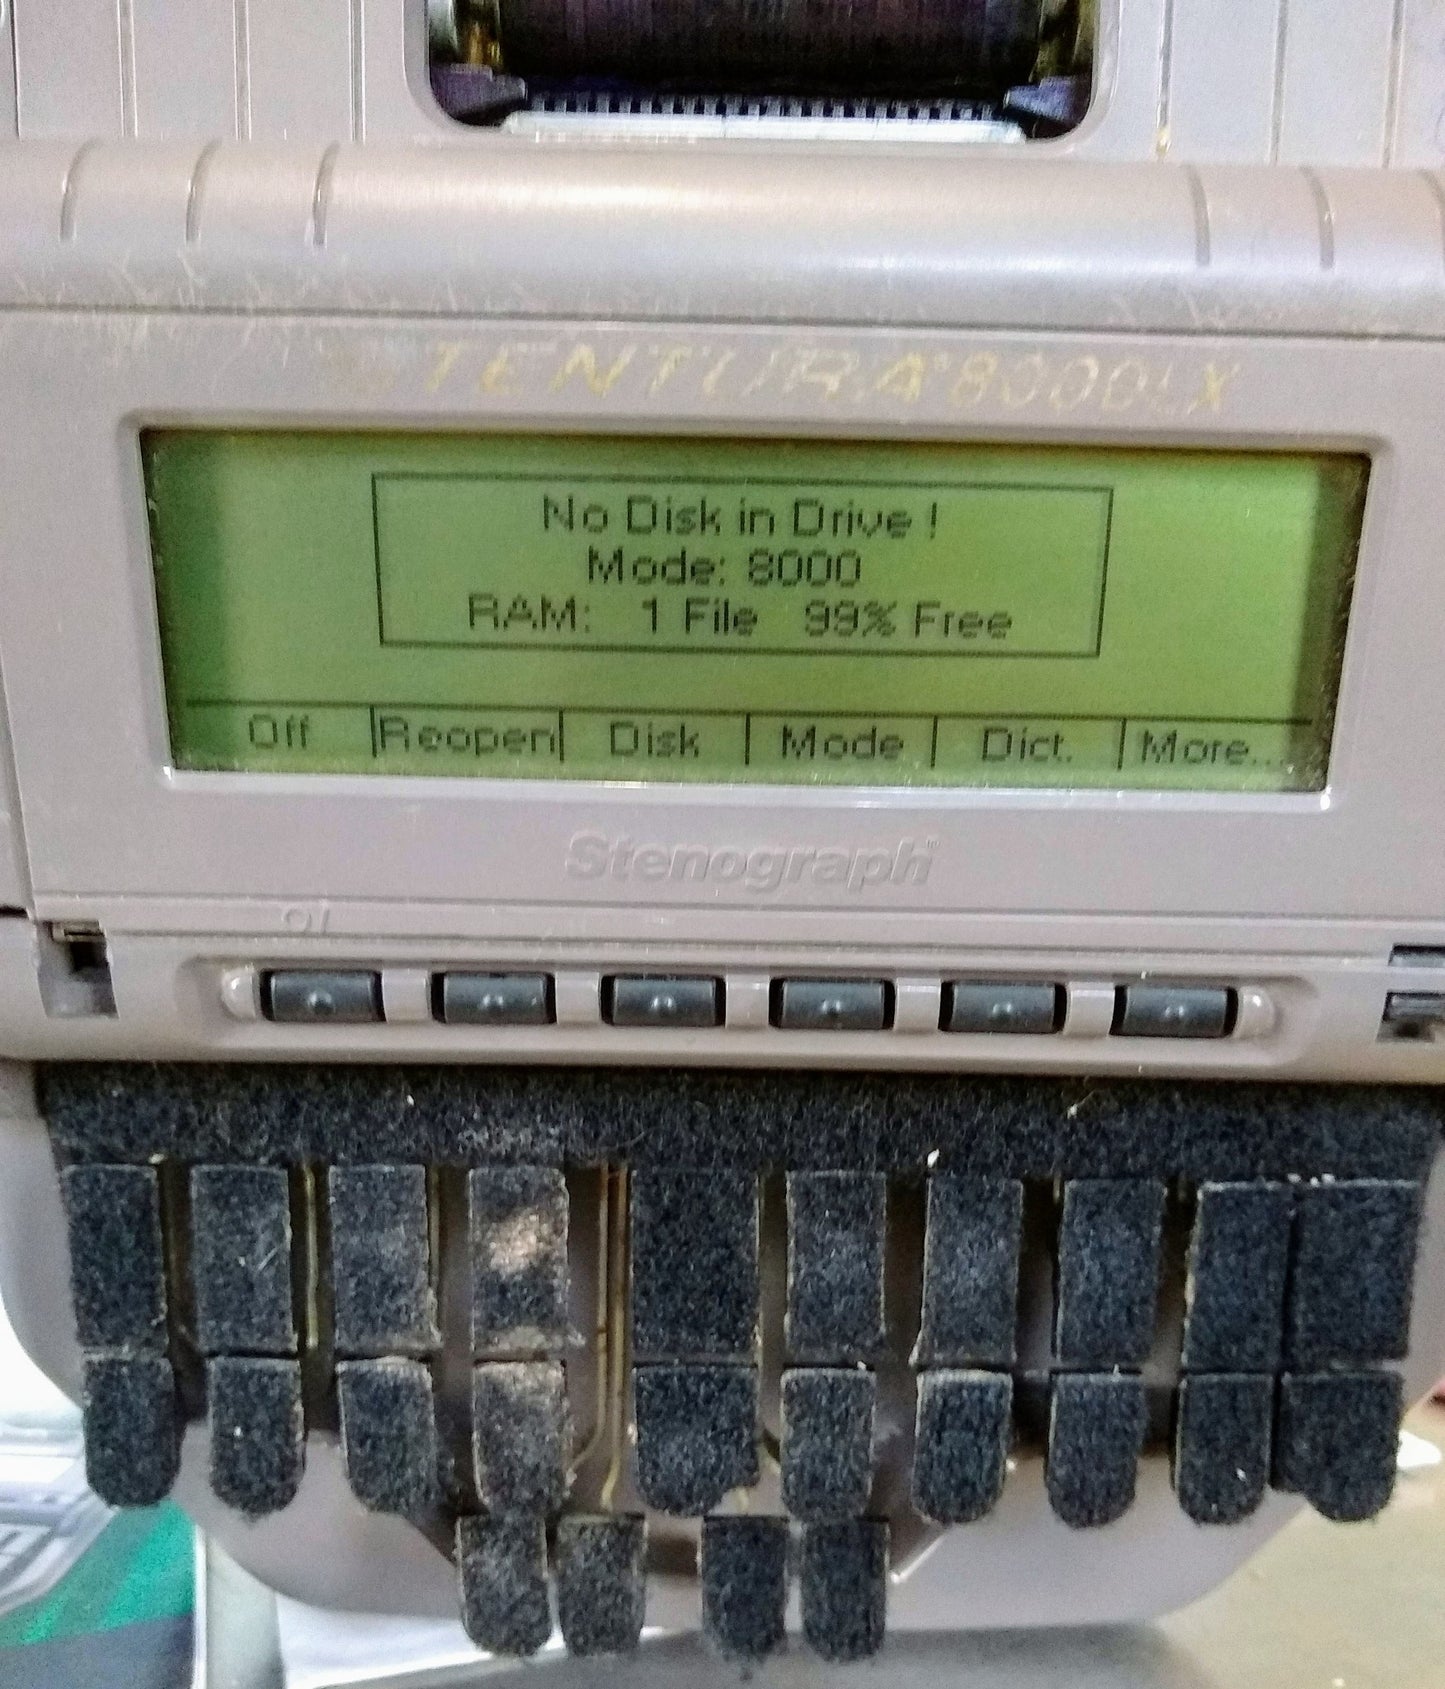 STENTURA® 8000LX
No Disk in Drive !
Mode: 8000
RAM: 1 File 99% Free
Off Reopen Disk Mode Dict. More...
Stenograph™